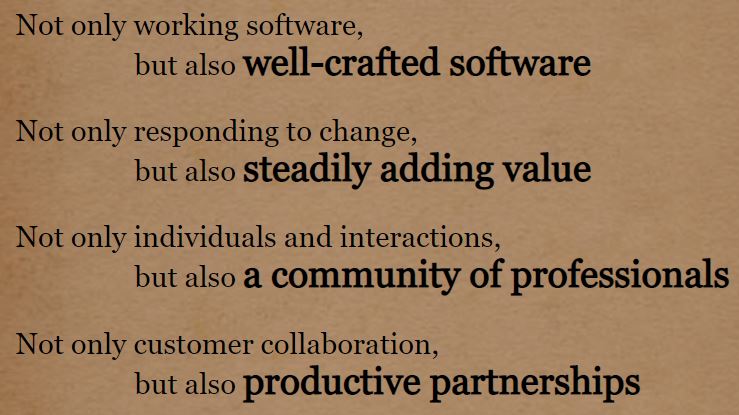 Not only working software,
but also well-crafted software
Not only responding to change,
but also steadily adding value
Not only individuals and interactions,
but also a community of professionals
Not only customer collaboration,
but also productive partnerships